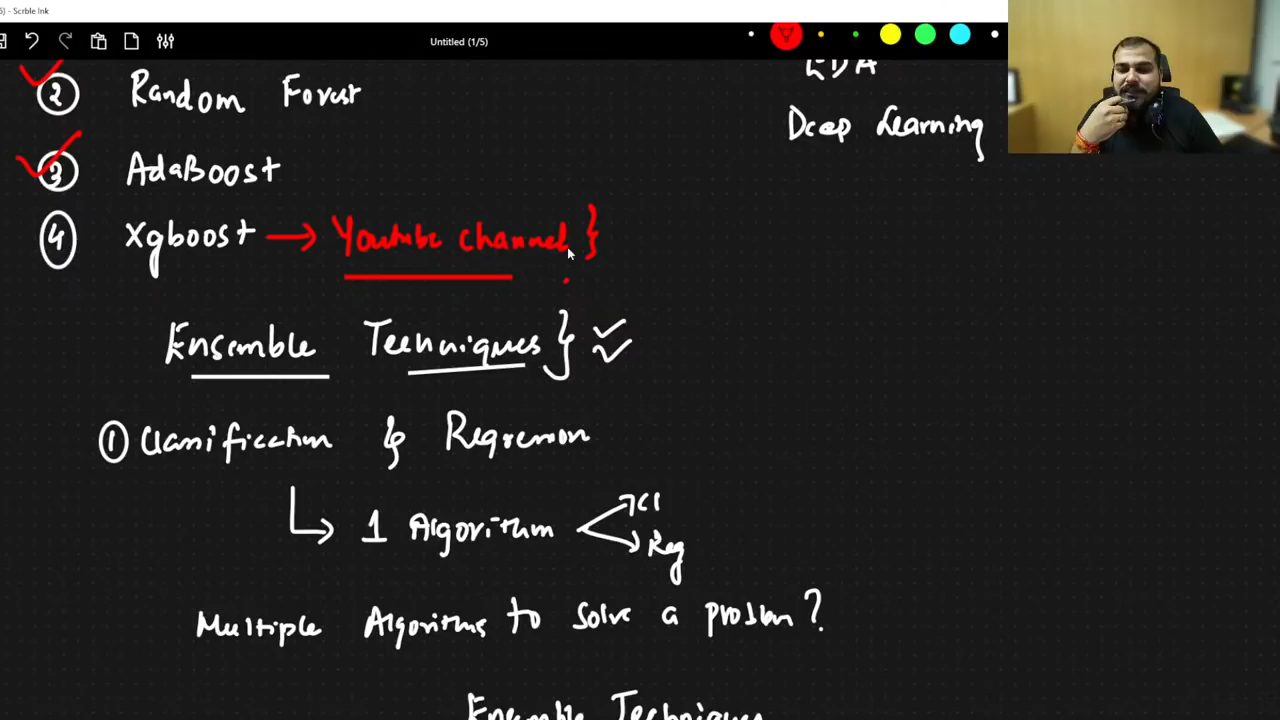 5) - Scrble Ink
Untitled (1/5)
EDA
② Random Forest
Deep Learning
③ AdaBoost
④ Xgboost → Youtube channel }
Ensemble Techniques }
① Classification & Regression
1 Algorithm
Cl
Reg
Multiple Algorithms to solve a problem?
Ensemble Techniques